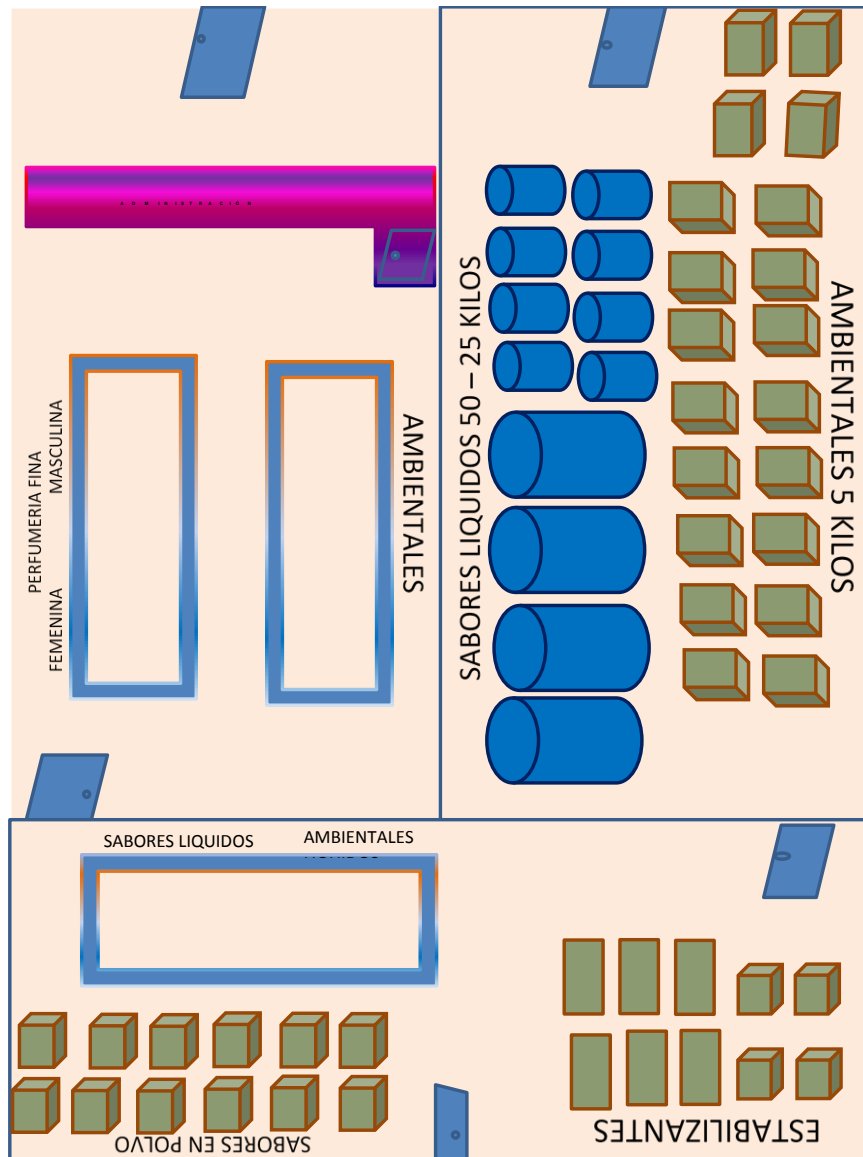 ADMINISTRACIÓN
PERFUMERIA FINA
FEMENINA MASCULINA
AMBIENTALES
SABORES LIQUIDOS 50 – 25 KILOS
AMBIENTALES 5 KILOS
SABORES LIQUIDOS
AMBIENTALES
SABORES EN POLVO
ESTABILIZANTES